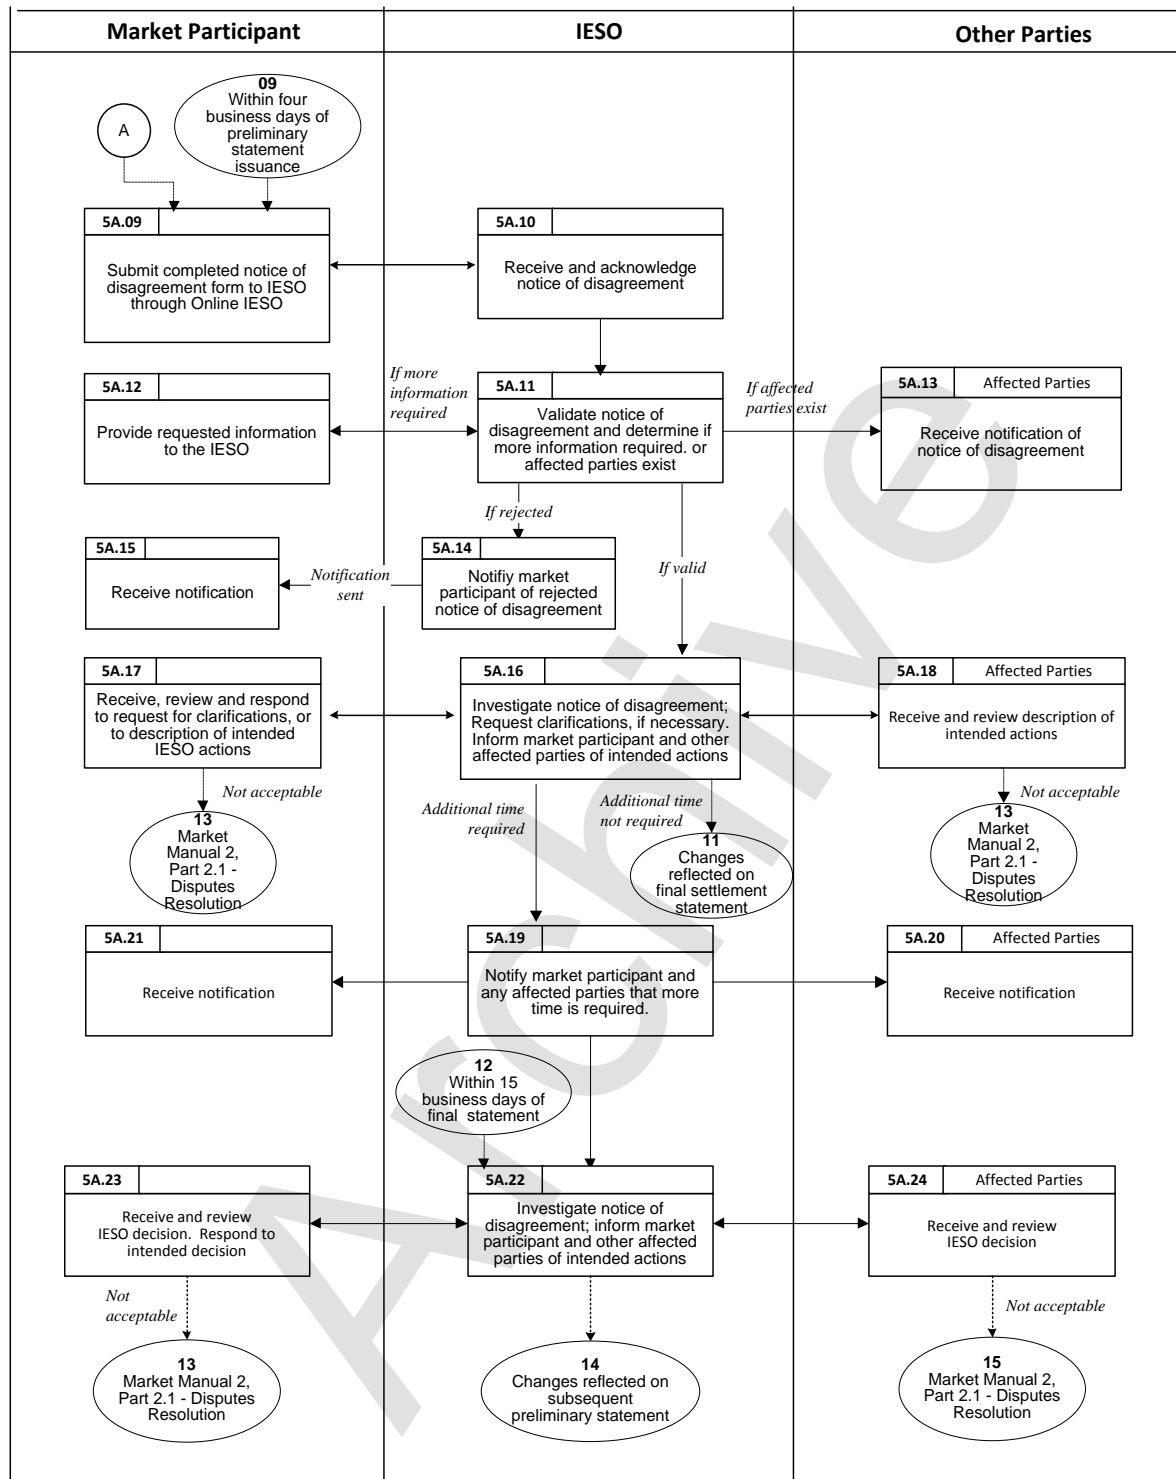 Market Participant
IESO
Other Parties
A
09
Within four
business days of
preliminary
statement
issuance
5A.09
Submit completed notice of
disagreement form to IESO
through Online IESO
5A.10
Receive and acknowledge
notice of disagreement
5A.12
Provide requested information
to the IESO
If more
information
required
5A.11
Validate notice of
disagreement and determine if
more information required. or
affected parties exist
If affected
parties exist
5A.13
Affected Parties
Receive notification of
notice of disagreement
If rejected
If valid
5A.15
Receive notification
Notification
sent
5A.14
Notifiy market
participant of rejected
notice of disagreement
5A.17
Receive, review and respond
to request for clarifications, or
to description of intended
IESO actions
5A.16
Investigate notice of disagreement;
Request clarifications, if necessary.
Inform market participant and other
affected parties of intended actions
5A.18
Affected Parties
Receive and review description of
intended actions
Not acceptable
13
Market
Manual 2,
Part 2.1 -
Disputes
Resolution
Additional time
required
Additional time
not required
11
Changes
reflected on
final settlement
statement
Not acceptable
13
Market
Manual 2,
Part 2.1 -
Disputes
Resolution
5A.21
Receive notification
5A.19
Notify market participant and
any affected parties that more
time is required.
5A.20
Affected Parties
Receive notification
12
Within 15
business days of
final statement
5A.23
Receive and review
IESO decision. Respond to
intended decision
5A.22
Investigate notice of
disagreement; inform market
participant and other affected
parties of intended actions
5A.24
Affected Parties
Receive and review
IESO decision
Not
acceptable
13
Market Manual 2,
Part 2.1 - Disputes
Resolution
14
Changes reflected on
subsequent
preliminary statement
Not acceptable
15
Market Manual 2,
Part 2.1 - Disputes
Resolution
Archive